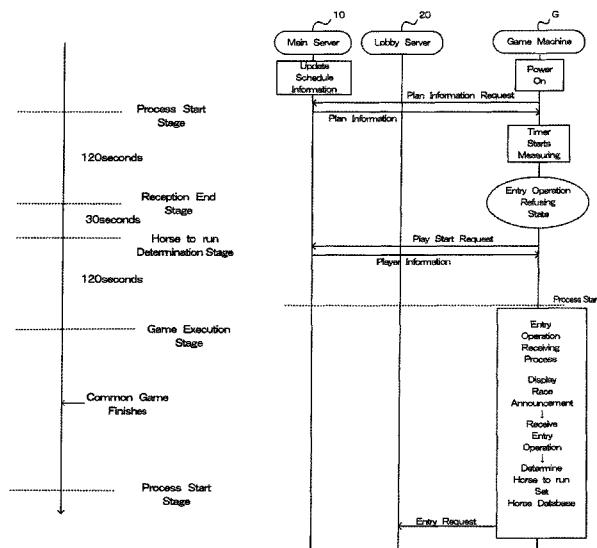 10
20
G
Main Server
Lobby Server
Game Machine
Update
Schedule
Information
Power
On
Plan Information Request
Plan Information
Process Start
Stage
Timer
Starts
Measuring
120seconds
Entry Operation
Refusing
State
Reception End
Stage
30seconds
Horse to run
Determination Stage
Play Start Request
Player Information
120seconds
Process Star
Game Execution
Stage
Entry
Operation
Receiving
Process
Display
Race
Announcement
↓
Receive
Entry
Operation
↓
Determine
Horse to run
Set
Horse Database
Common Game
Finishes
Process Start
Stage
Entry Request